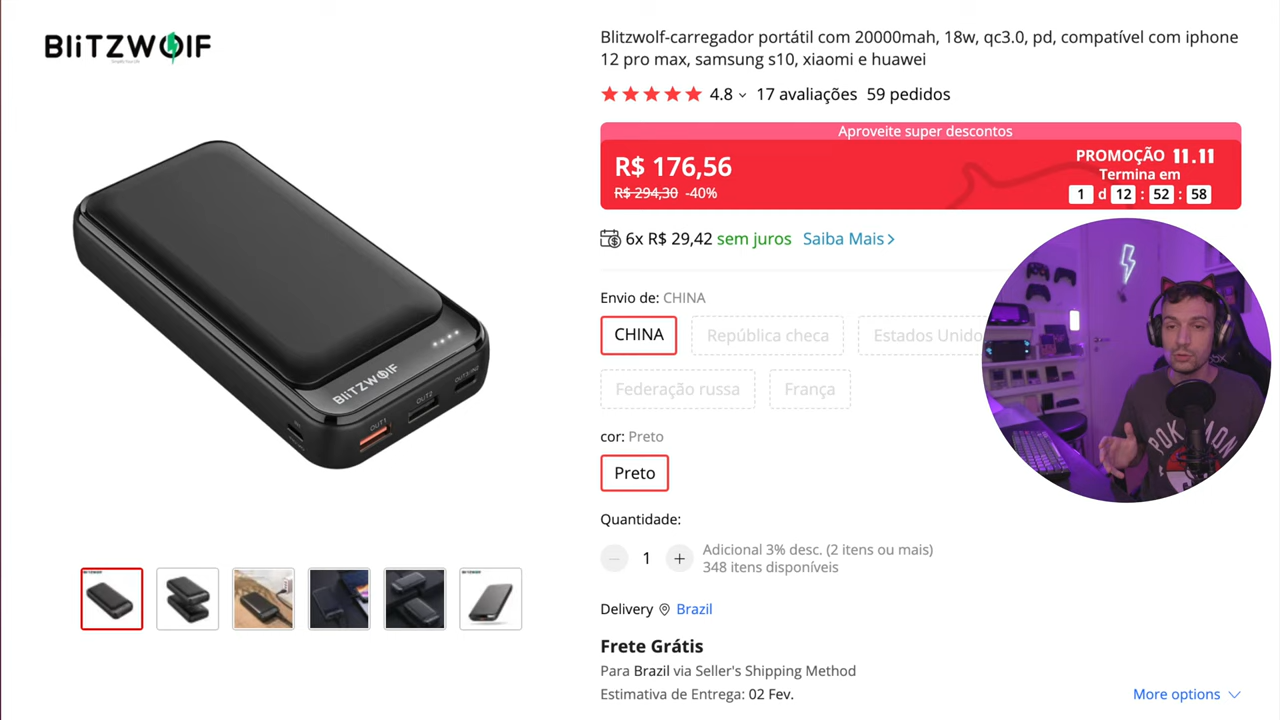 BLiTZWOLF
Blitzwolf-carregador portátil com 20000mah, 18w, qc3.0, pd, compatível com iphone
12 pro max, samsung s10, xiaomi e huawei
4.8 17 avaliações 59 pedidos
Aproveite super descontos
R$ 176,56
R$ 294,30 -40%
PROMOÇÃO 11.11
Termina em
1 d 12 : 52 : 58
6x R$ 29,42 sem juros Saiba Mais
Envio de: CHINA
CHINA República checa Estados Unido
Federação russa França
cor: Preto
Preto
Quantidade:
1 +
Adicional 3% desc. (2 itens ou mais)
348 itens disponíveis
Delivery Brazil
Frete Grátis
Para Brazil via Seller's Shipping Method
Estimativa de Entrega: 02 Fev.
More options
BLiTZWOLF
OUT1
OUT2
POKéMON